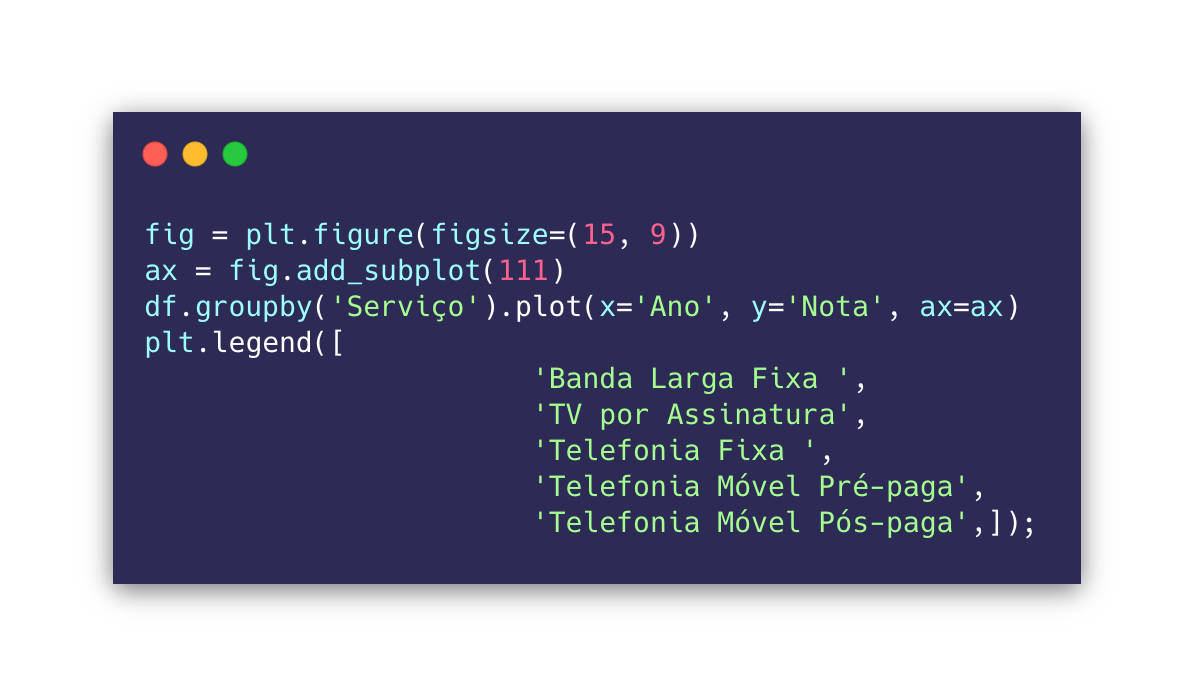 fig = plt.figure(figsize=(15, 9))
ax = fig.add_subplot(111)
df.groupby('Serviço').plot(x='Ano', y='Nota', ax=ax)
plt.legend([
                       'Banda Larga Fixa ',
                       'TV por Assinatura',
                       'Telefonia Fixa ',
                       'Telefonia Móvel Pré-paga',
                       'Telefonia Móvel Pós-paga',]);